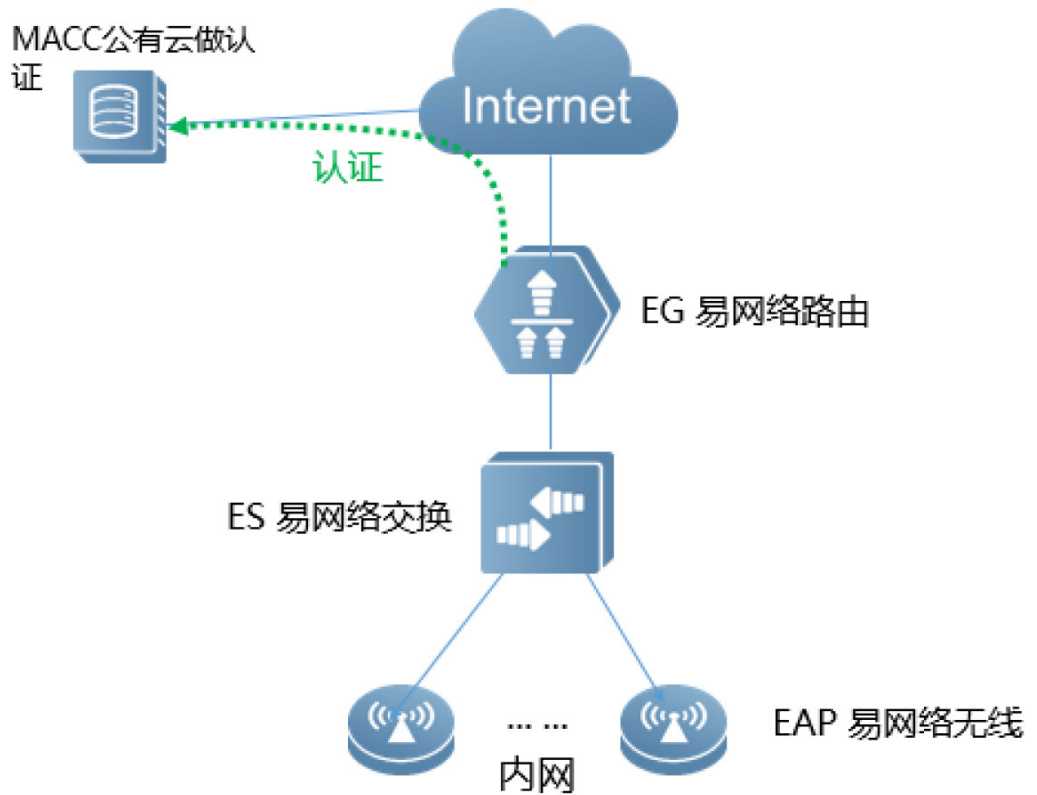 MACC公有云做认
证
Internet
认证
EG 易网络路由
ES 易网络交换
... ...
内网
EAP 易网络无线